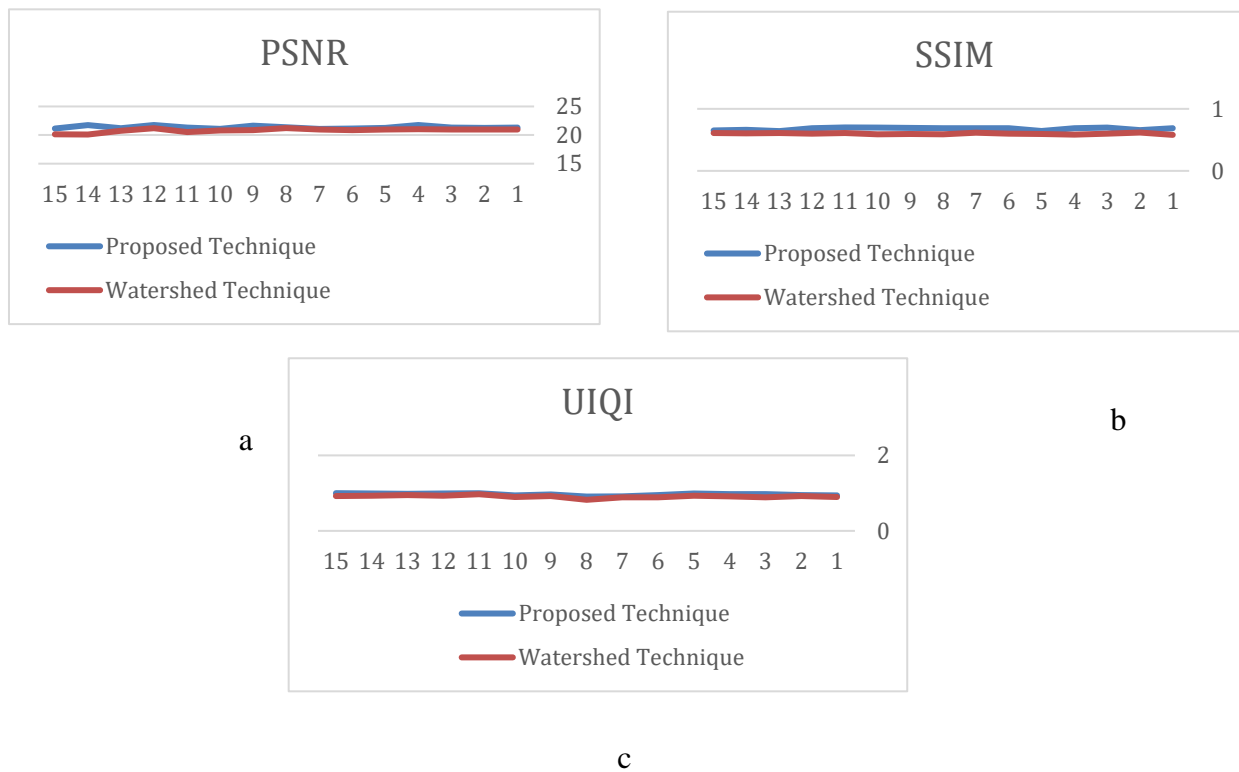 PSNR
25
20
15
15 14 13 12 11 10 9 8 7 6 5 4 3 2 1
Proposed Technique
Watershed Technique
a
SSIM
1
0
15 14 13 12 11 10 9 8 7 6 5 4 3 2 1
Proposed Technique
Watershed Technique
b
UIQI
2
0
15 14 13 12 11 10 9 8 7 6 5 4 3 2 1
Proposed Technique
Watershed Technique
c